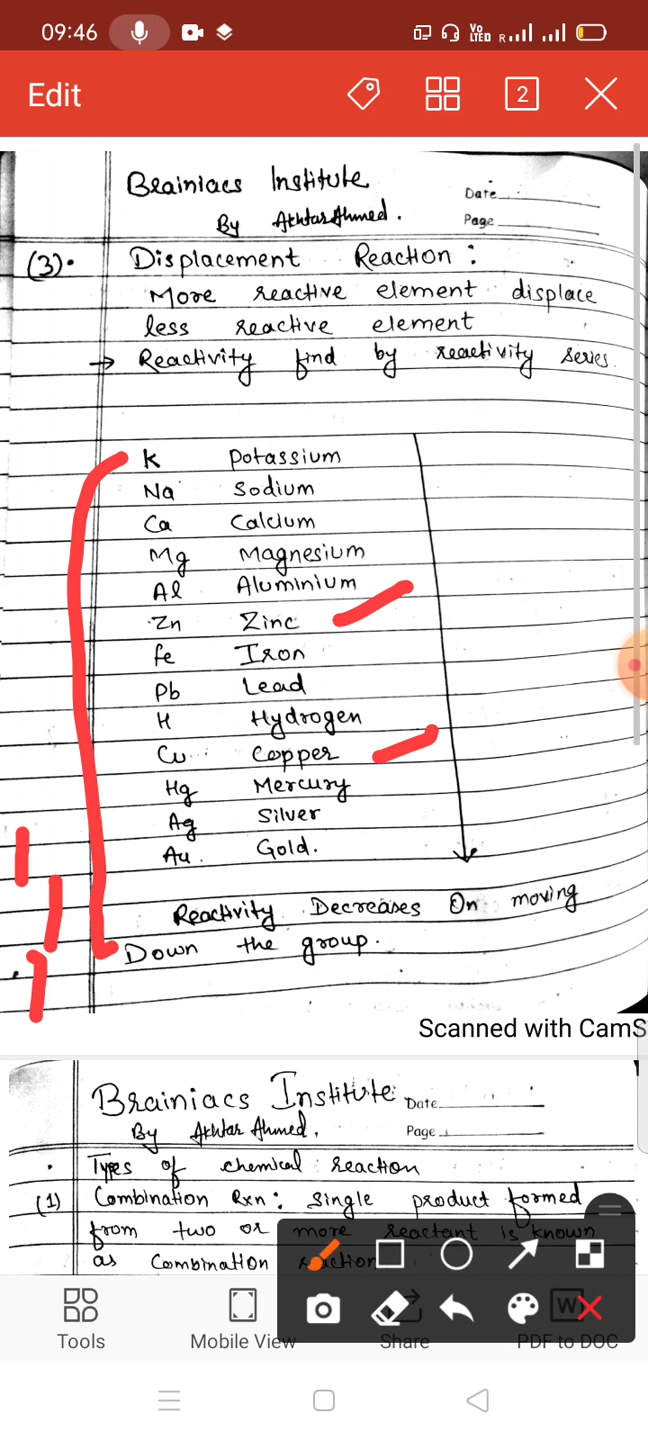 09:46
Vo LTED R
Edit
2
Brainiacs Institute
By Akhtar Ahmed.
Date
Page
(3). Displacement Reaction :
More reactive element displace
less reactive element
→ Reactivity find by reactivity series.
K Potassium
Na Sodium
Ca Calcium
Mg Magnesium
Al Aluminium
Zn Zinc
Fe Iron
Pb Lead
H Hydrogen
Cu Copper
Hg Mercury
Ag Silver
Au. Gold.
Reactivity Decreases On moving
Down the group.
Scanned with CamS
Brainiacs Institute
By Akhtar Ahmed.
Date
Page
. Types of chemical reaction
(1) Combination Rxn: Single product formed
from two or more reactant is known
as Combination reaction
Tools
Mobile View
Share
W
PDF to DOC